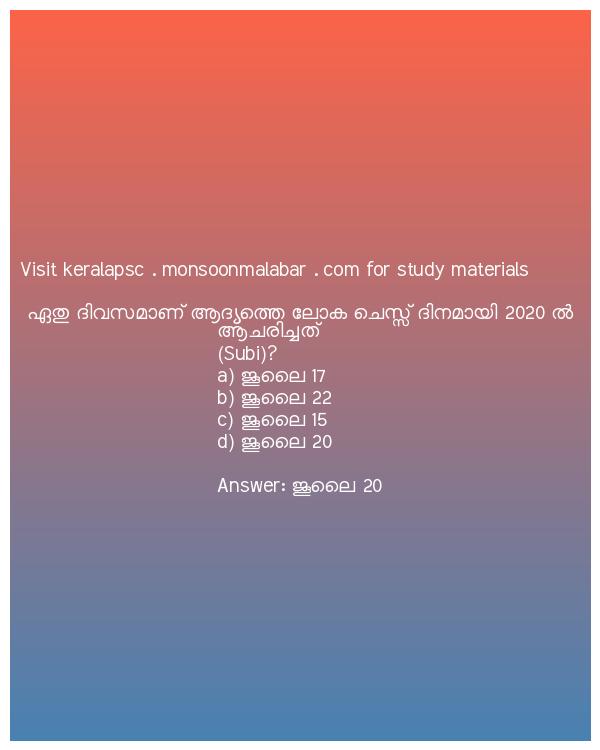 Visit keralapsc . monsoonmalabar . com for study materials
ഏതു ദിവസമാണ് ആദ്യത്തെ ലോക ചെസ്സ് ദിനമായി 2020 ൽ
ആചരിച്ചത്
(Subi)?
a) ജൂലൈ 17
b) ജൂലൈ 22
c) ജൂലൈ 15
d) ജൂലൈ 20
Answer: ജൂലൈ 20